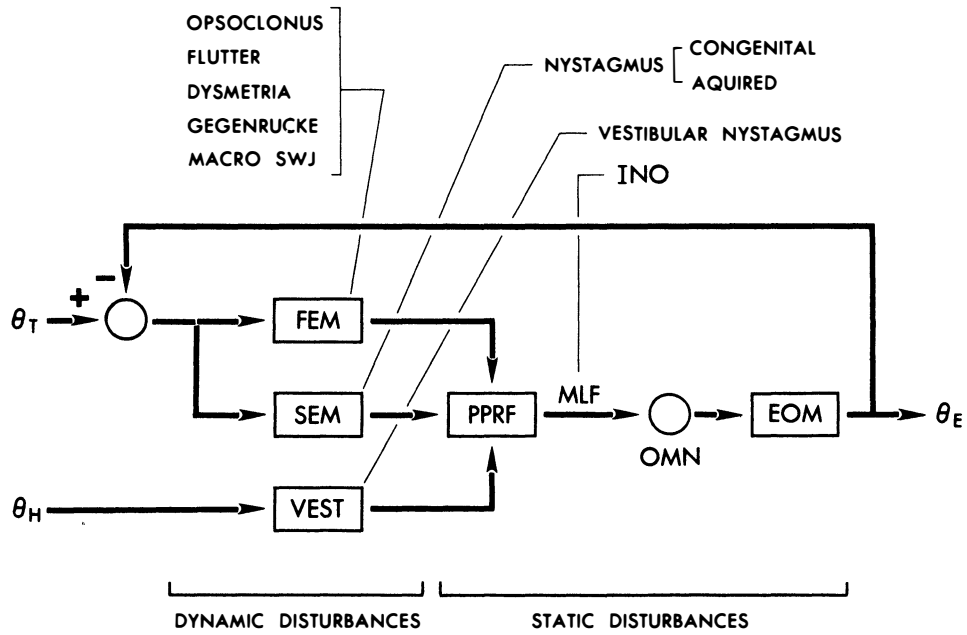 OPSOCLONUS
FLUTTER
DYSMETRIA
GEGENRUCKE
MACRO SWJ
NYSTAGMUS
CONGENITAL
AQUIRED
VESTIBULAR NYSTAGMUS
INO
−
+
θT
FEM
SEM
PPRF
MLF
OMN
EOM
θE
θH
VEST
DYNAMIC DISTURBANCES
STATIC DISTURBANCES